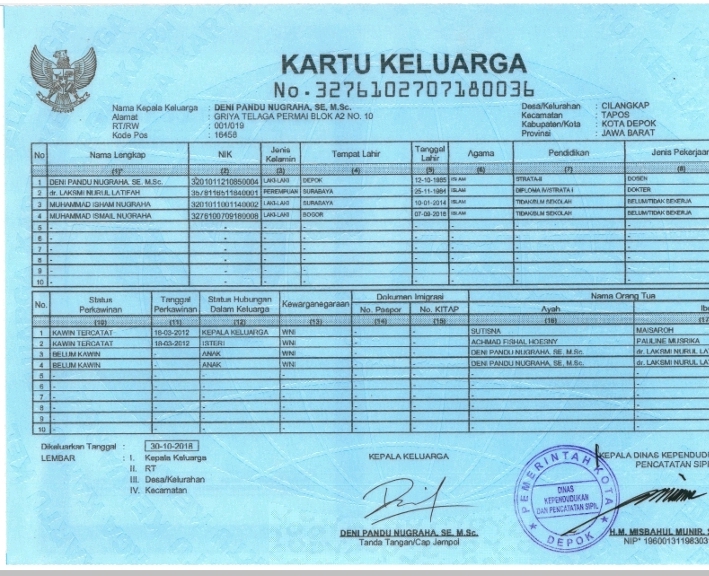 KARTU KELUARGA
No. 3276102707180036
Nama Kepala Keluarga : DENI PANDU NUGRAHA, SE, M.Sc.
Alamat : GRIYA TELAGA PERMAI BLOK A2 NO. 10
RT/RW : 001/019
Kode Pos : 16458
Desa/Kelurahan : CILANGKAP
Kecamatan : TAPOS
Kabupaten/Kota : KOTA DEPOK
Provinsi : JAWA BARAT
No Nama Lengkap NIK Jenis Kelamin Tempat Lahir Tanggal Lahir Agama Pendidikan Jenis Pekerjaan
(1)* (2) (3) (4) (5) (6) (7) (8)
1 DENI PANDU NUGRAHA, SE, M.Sc. LAKI-LAKI DEPOK 12-10-1985 ISLAM STRATA-II DOSEN
2 dr. LAKSMI NURUL LATIFAH PEREMPUAN SURABAYA 25-11-1984 ISLAM DIPLOMA IV/STRATA I DOKTER
3 MUHAMMAD ISHAM NUGRAHA LAKI-LAKI SURABAYA 10-01-2014 ISLAM TIDAK/BLM SEKOLAH BELUM/TIDAK BEKERJA
4 MUHAMMAD ISMAIL NUGRAHA LAKI-LAKI BOGOR 07-09-2018 ISLAM TIDAK/BLM SEKOLAH BELUM/TIDAK BEKERJA
5 - - - - - - -
6 - - - - - - -
7 - - - - - - -
8 - - - - - - -
9 - - - - - - -
10 - - - - - - -
No. Status Perkawinan Tanggal Perkawinan Status Hubungan Dalam Keluarga Kewarganegaraan Dokumen Imigrasi Nama Orang Tua
No. Paspor No. KITAP Ayah Ibu
(10) (11) (12) (13) (14) (15) (16) (17
1 KAWIN TERCATAT 18-03-2012 KEPALA KELUARGA WNI SUTISNA MAISAROH
2 KAWIN TERCATAT 18-03-2012 ISTERI WNI ACHMAD FISHAL HOESNY PAULINE MUSRIKA
3 BELUM KAWIN - ANAK WNI DENI PANDU NUGRAHA, SE, M.Sc. dr. LAKSMI NURUL LA
4 BELUM KAWIN - ANAK WNI DENI PANDU NUGRAHA, SE, M.Sc. dr. LAKSMI NURUL LA
5 - - - - - - -
6 - - - - - - -
7 - - - - - - -
8 - - - - - - -
9 - - - - - - -
10 - - - - - - -
Dikeluarkan Tanggal : 30-10-2018
LEMBAR : I. Kepala Keluarga
II. RT
III. Desa/Kelurahan
IV. Kecamatan
KEPALA KELUARGA
DENI PANDU NUGRAHA, SE, M.Sc.
Tanda Tangan/Cap Jempol
PEMERINTAH KOTA
DINAS
KEPENDUDUKAN
DAN PENCATATAN SIPIL
DEPOK
KEPALA DINAS KEPENDUDU
PENCATATAN SIPI
H.M. MISBAHUL MUNIR, S
NIP* 19600131198303